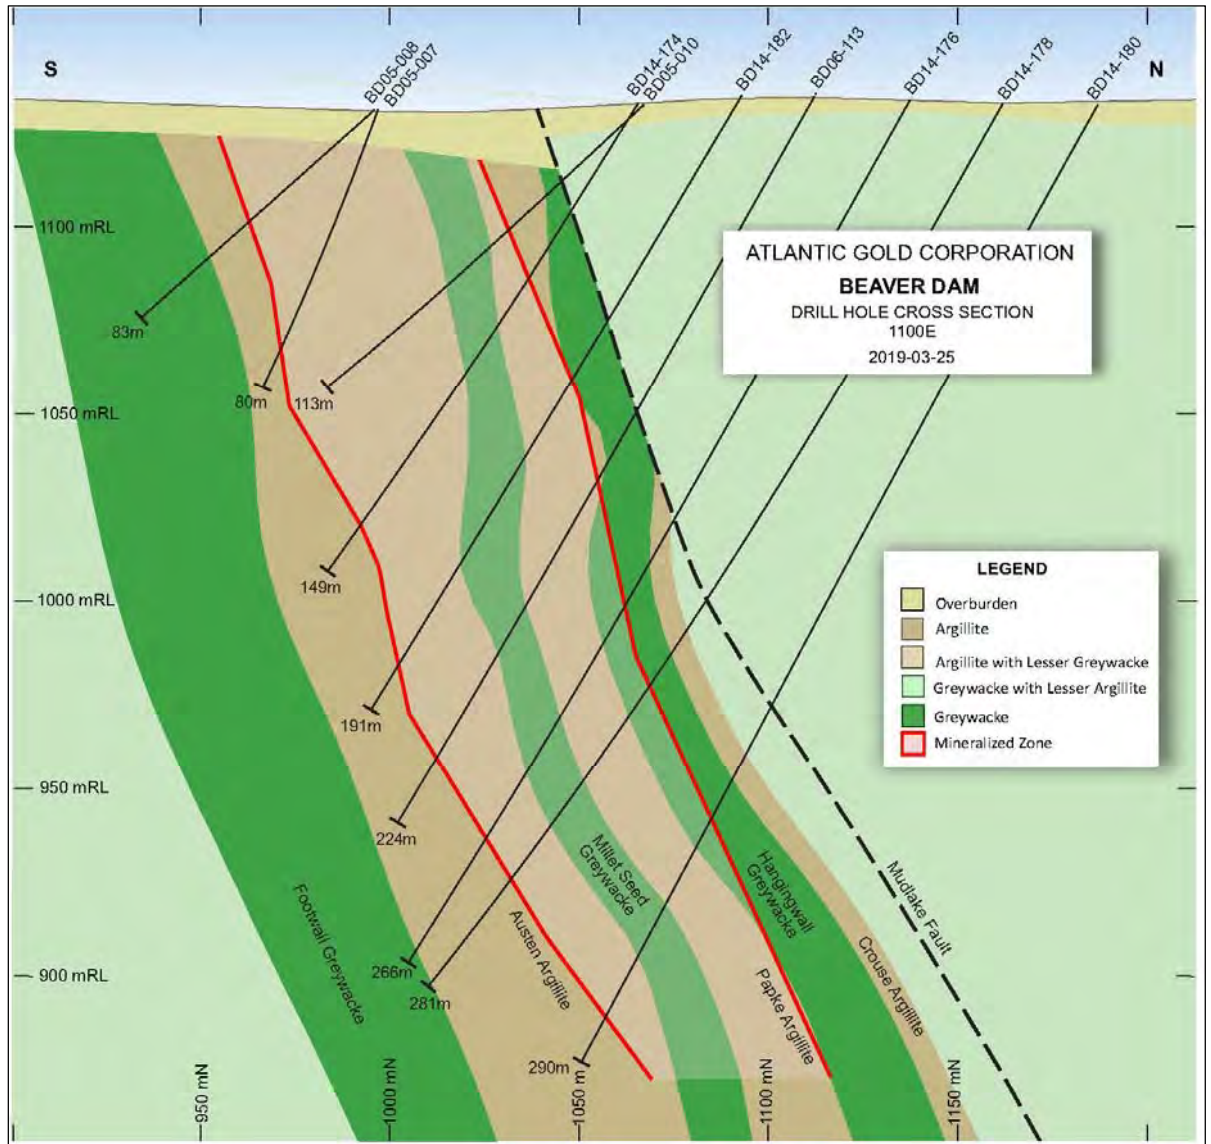 S
BD05-008
BD05-007
BD14-174
BD05-010
BD14-182
BD06-113
BD14-176
BD14-178
BD14-180
N
1100 mRL
1050 mRL
1000 mRL
950 mRL
900 mRL
83m
80m
113m
149m
191m
224m
266m
281m
290m
ATLANTIC GOLD CORPORATION
BEAVER DAM
DRILL HOLE CROSS SECTION
1100E
2019-03-25
LEGEND
Overburden
Argillite
Argillite with Lesser Greywacke
Greywacke with Lesser Argillite
Greywacke
Mineralized Zone
Footwall Greywacke
Austen Argillite
Millet Seed
Greywacke
Hangingwall
Greywacke
Papke Argillite
Crouse Argillite
Mudlake Fault
950 mN
1000 mN
1050 m
1100 mN
1150 mN